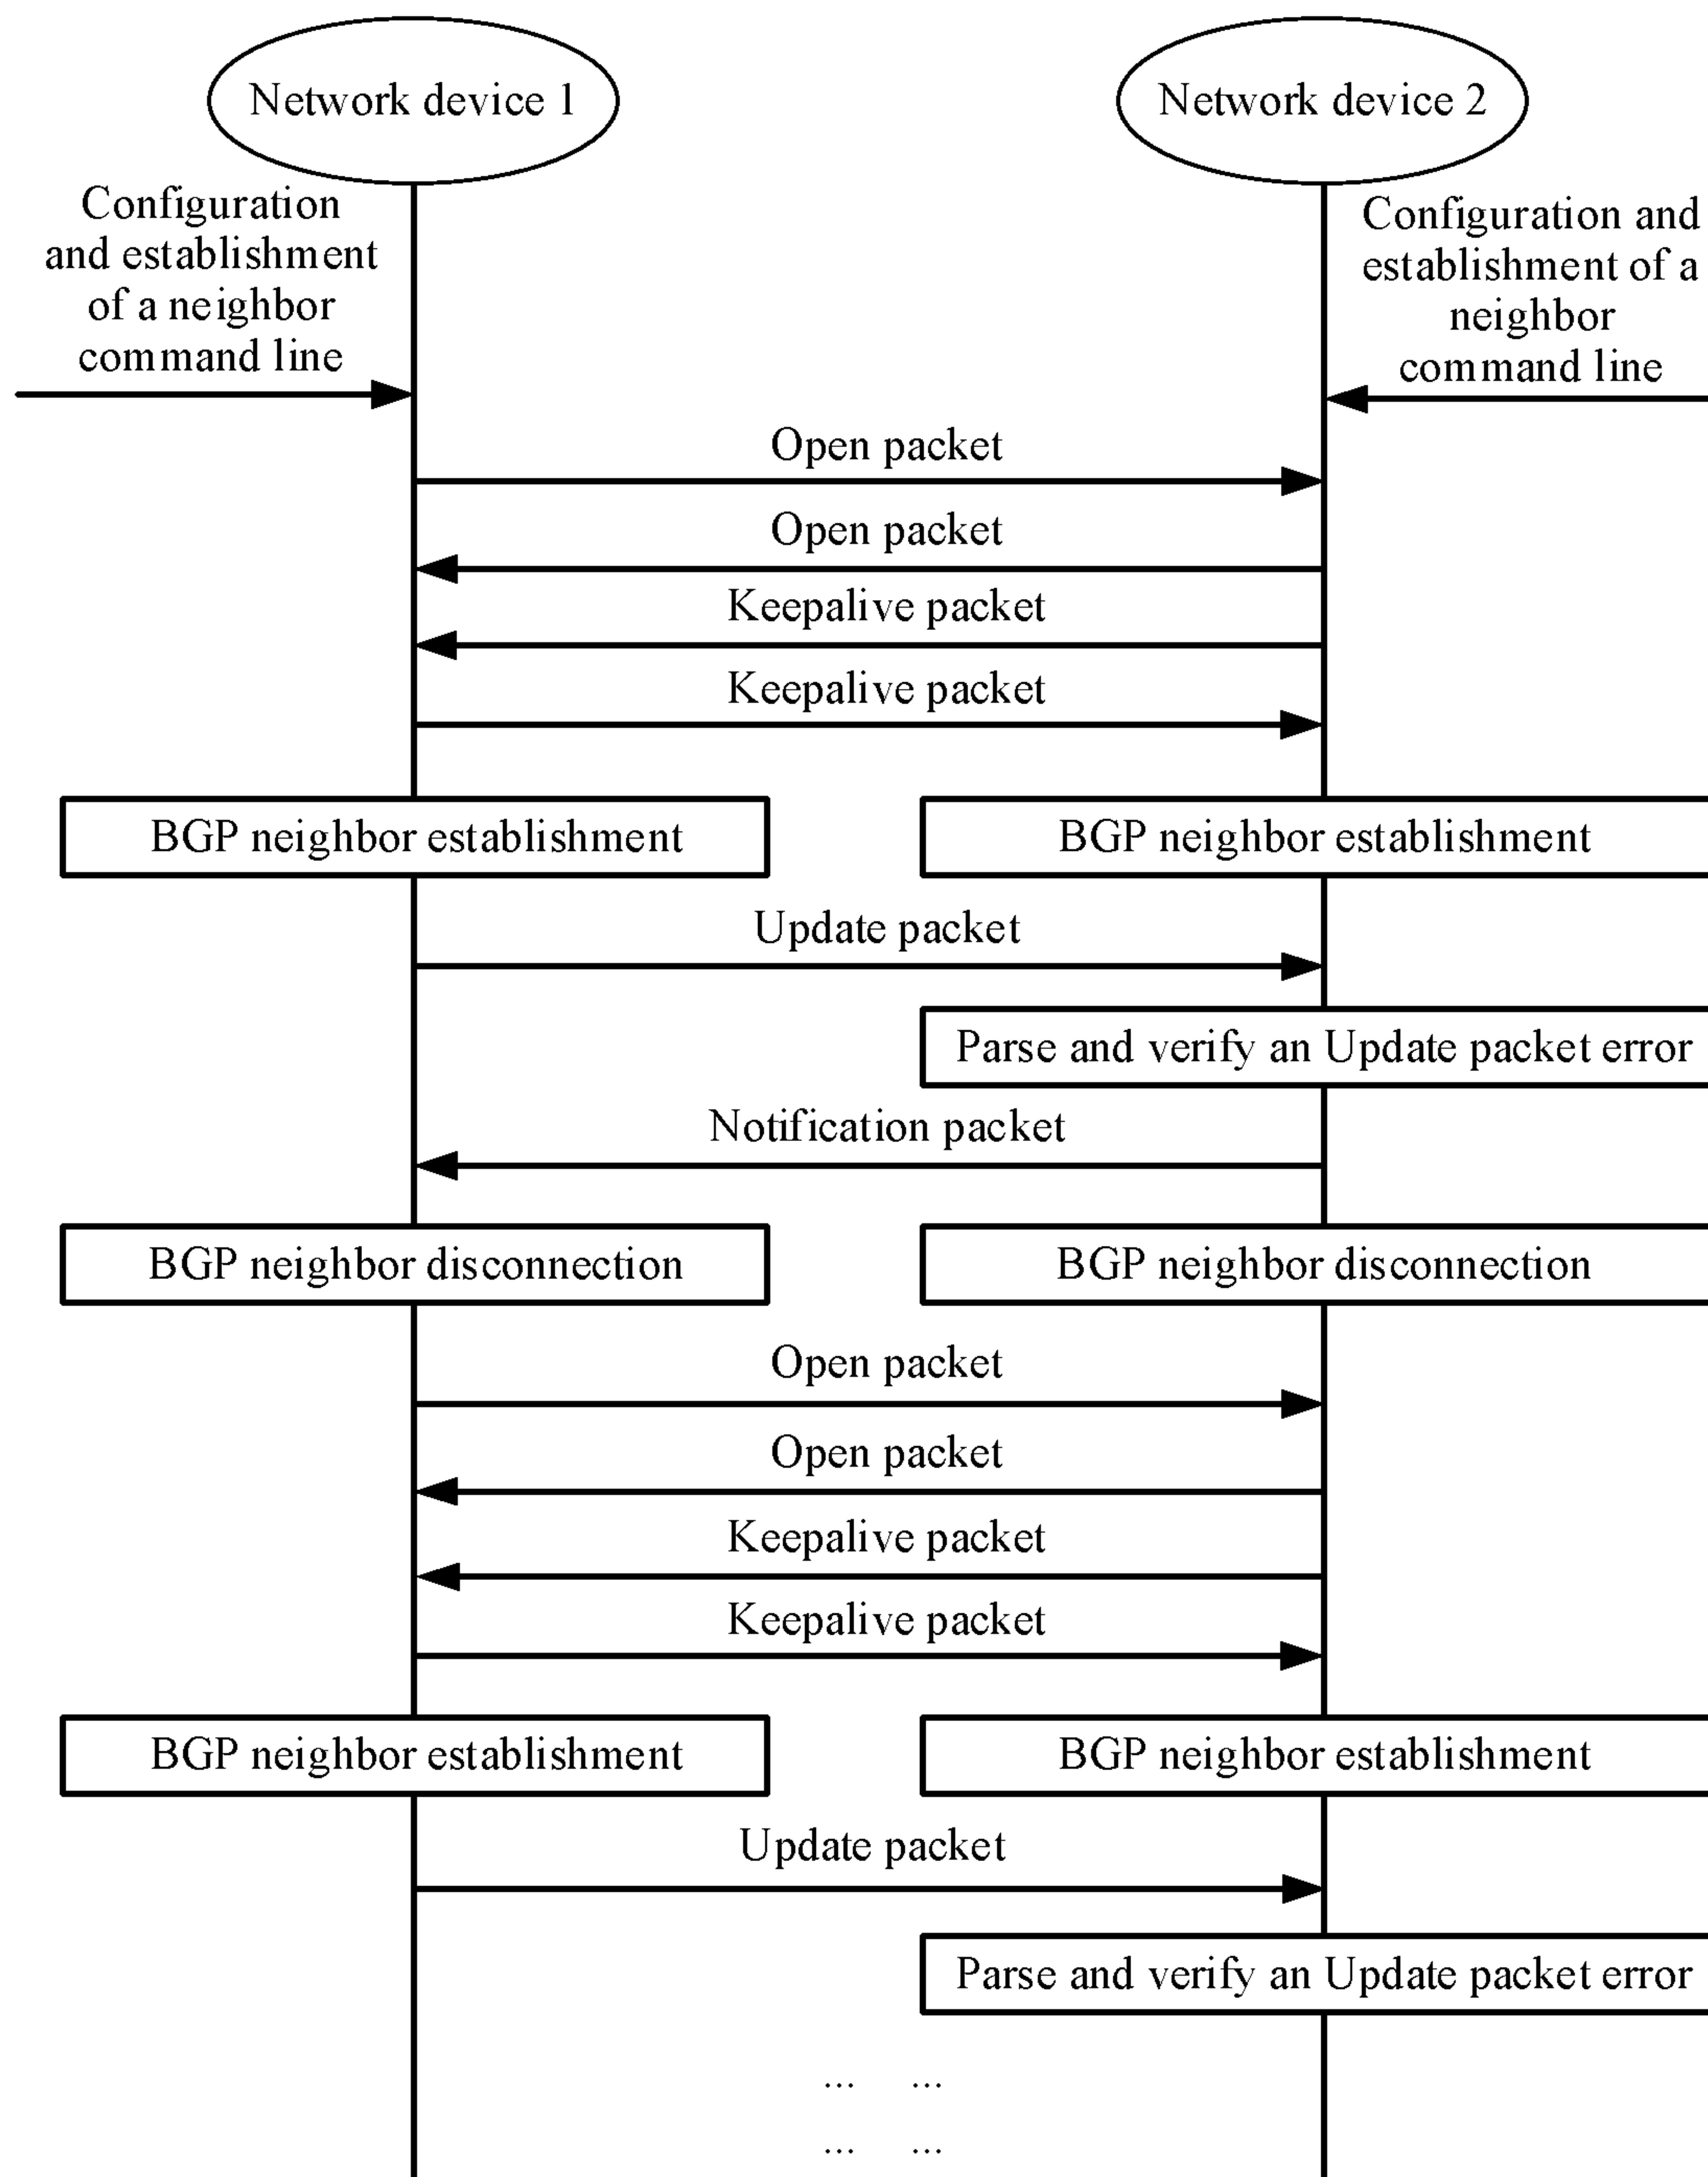 Network device 1
Network device 2
Configuration
and establishment
of a neighbor
command line
Configuration and
establishment of a
neighbor
command line
Open packet
Open packet
Keepalive packet
Keepalive packet
BGP neighbor establishment
BGP neighbor establishment
Update packet
Parse and verify an Update packet error
Notification packet
BGP neighbor disconnection
BGP neighbor disconnection
Open packet
Open packet
Keepalive packet
Keepalive packet
BGP neighbor establishment
BGP neighbor establishment
Update packet
Parse and verify an Update packet error
... ...
... ...